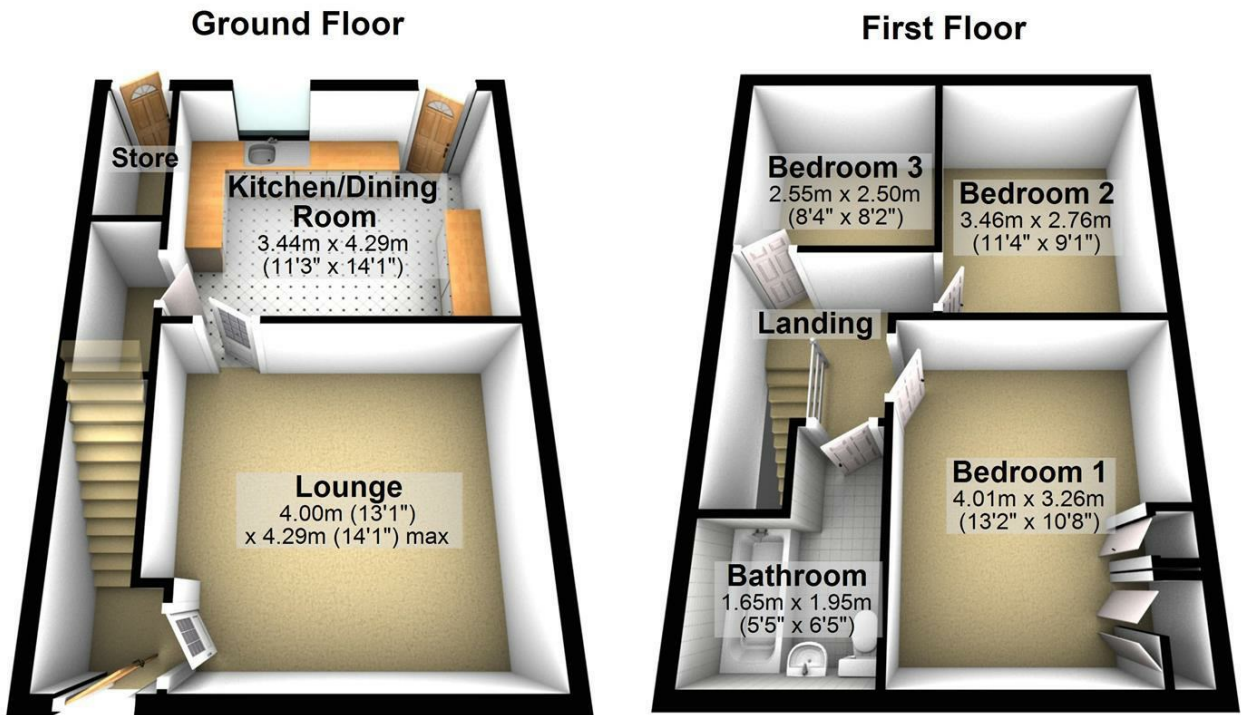 Ground Floor
Store
Kitchen/Dining
Room
3.44m x 4.29m
(11'3" x 14'1")
Lounge
4.00m (13'1")
x 4.29m (14'1") max
First Floor
Bedroom 3
2.55m x 2.50m
(8'4" x 8'2")
Bedroom 2
3.46m x 2.76m
(11'4" x 9'1")
Landing
Bedroom 1
4.01m x 3.26m
(13'2" x 10'8")
Bathroom
1.65m x 1.95m
(5'5" x 6'5")